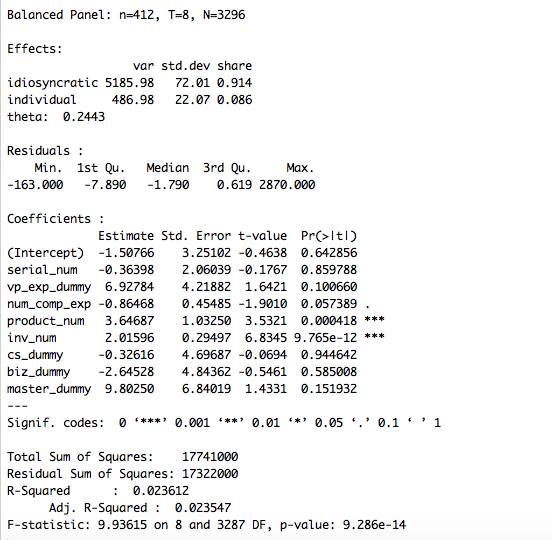 Balanced Panel: n=412, T=8, N=3296
Effects:
var std.dev share
idiosyncratic 5185.98 72.01 0.914
individual 486.98 22.07 0.086
theta: 0.2443
Residuals :
Min. 1st Qu. Median 3rd Qu. Max.
-163.000 -7.890 -1.790 0.619 2870.000
Coefficients :
Estimate Std. Error t-value Pr(>|t|)
(Intercept) -1.50766 3.25102 -0.4638 0.642856
serial_num -0.36398 2.06039 -0.1767 0.859788
vp_exp_dummy 6.92784 4.21882 1.6421 0.100660
num_comp_exp -0.86468 0.45485 -1.9010 0.057389 .
product_num 3.64687 1.03250 3.5321 0.000418 ***
inv_num 2.01596 0.29497 6.8345 9.765e-12 ***
cs_dummy -0.32616 4.69687 -0.0694 0.944642
biz_dummy -2.64528 4.84362 -0.5461 0.585008
master_dummy 9.80250 6.84019 1.4331 0.151932
---
Signif. codes: 0 ‘***’ 0.001 ‘**’ 0.01 ‘*’ 0.05 ‘.’ 0.1 ‘ ’ 1
Total Sum of Squares: 17741000
Residual Sum of Squares: 17322000
R-Squared : 0.023612
Adj. R-Squared : 0.023547
F-statistic: 9.93615 on 8 and 3287 DF, p-value: 9.286e-14